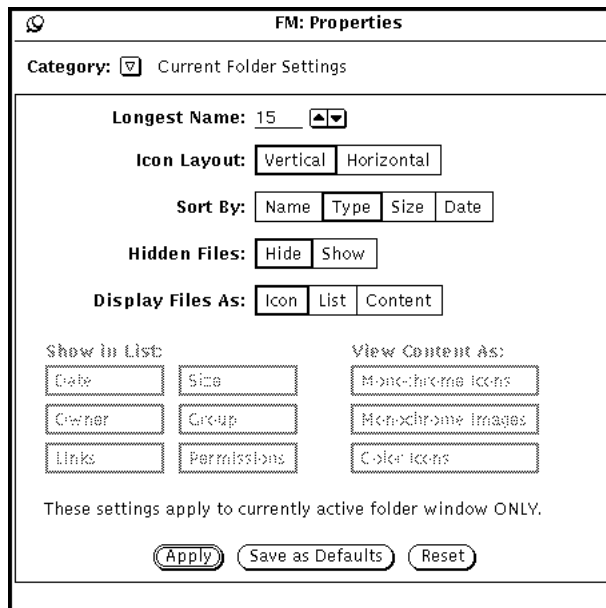 FM: Properties
Category: Current Folder Settings
Longest Name: 15
Icon Layout: Vertical Horizontal
Sort By: Name Type Size Date
Hidden Files: Hide Show
Display Files As: Icon List Content
Show in List: View Content As:
Date Size Monochrome Icons
Owner Group Monochrome Images
Links Permissions Color Icons
These settings apply to currently active folder window ONLY.
Apply Save as Defaults Reset